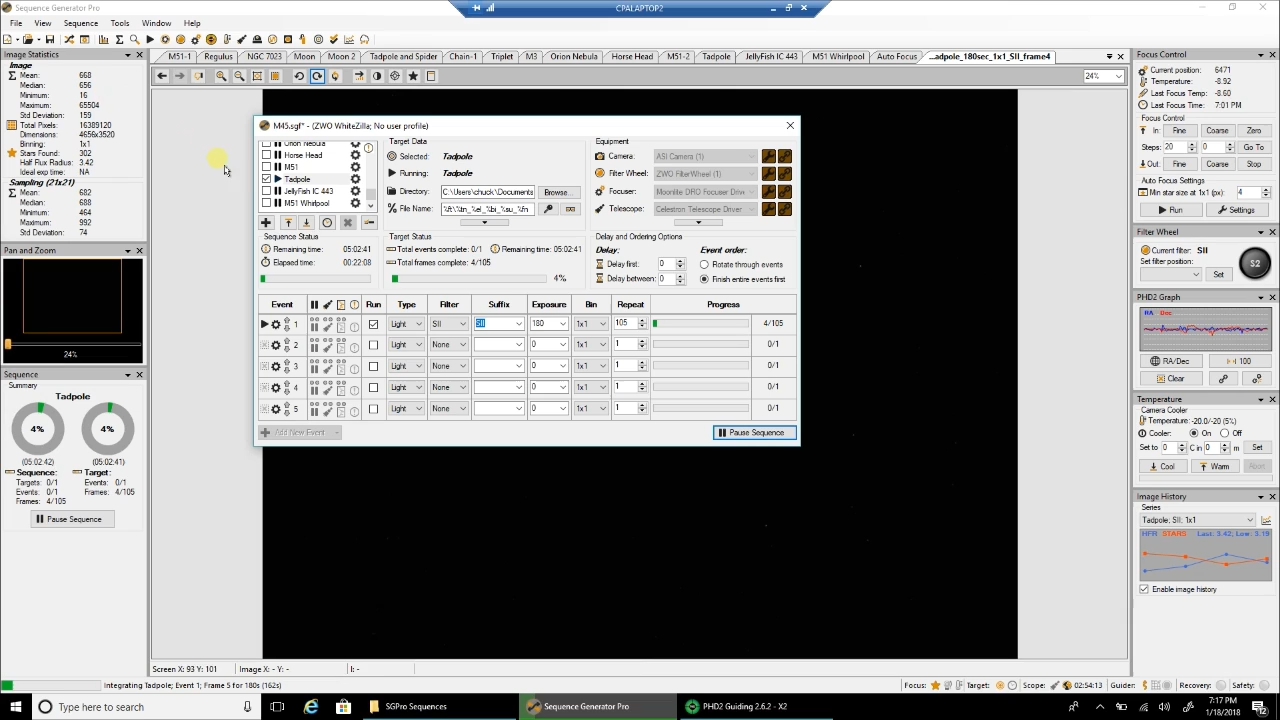 Sequence Generator Pro
CPALAPTOP2
File View Sequence Tools Window Help
Image Statistics
Image
Mean: 668
Median: 656
Minimum: 16
Maximum: 65504
Std Deviation: 159
Total Pixels: 16389120
Dimensions: 4656x3520
Binning: 1x1
Stars Found: 302
Half Flux Radius: 3.42
Ideal exp time: NA
Sampling (21x21)
Mean: 682
Median: 688
Minimum: 464
Maximum: 992
Std Deviation: 74
Pan and Zoom
24%
Sequence
Summary
Tadpole
4% 4%
(05:02:42) (05:02:41)
Sequence: Target:
Targets: 0/1 Events: 0/1
Events: 0/1 Frames: 4/105
Frames: 4/105
Pause Sequence
M51-1 Regulus NGC 7023 Moon Moon 2 Tadpole and Spider Chain-1 Triplet M3 Orion Nebula Horse Head M51-2 Tadpole JellyFish IC 443 M51 Whirlpool Auto Focus ...adpole_180sec_1x1_SII_frame4
24%
M45.sgf* - (ZWO WhiteZilla; No user profile)
Orion Nebula
Horse Head
M51
Tadpole
JellyFish IC 443
M51 Whirlpool
Target Data
Selected: Tadpole
Running: Tadpole
Directory: C:\Users\chuck\Documents Browse...
File Name: %ft\%tn_%el_%bi_%su_%fn
Equipment
Camera: ASI Camera (1)
Filter Wheel: ZWO FilterWheel (1)
Focuser: Moonlite DRO Focuser Drive
Telescope: Celestron Telescope Driver
Sequence Status
Remaining time: 05:02:41
Elapsed time: 00:22:08
Target Status
Total events complete: 0/1 Remaining time: 05:02:41
Total frames complete: 4/105
4%
Delay and Ordering Options
Delay: Event order:
Delay first: 0 Rotate through events
Delay between: 0 Finish entire events first
Event Run Type Filter Suffix Exposure Bin Repeat Progress
1 Light SII SII 180 1x1 105 4/105
2 Light None 0 1x1 1 0/1
3 Light None 0 1x1 1 0/1
4 Light None 0 1x1 1 0/1
5 Light None 0 1x1 1 0/1
Add New Event Pause Sequence
Focus Control
Current position: 6471
Temperature: -8.92
Last Focus Temp: -8.60
Last Focus Time: 7:01 PM
Focus Control
In: Fine Coarse Zero
Steps: 20 0 Go To
Out: Fine Coarse Stop
Auto Focus Settings
Min star size at 1x1 (px): 4
Run Settings
Filter Wheel
Current filter: SII
Set filter position:
Set
S2
PHD2 Graph
RA Dec
RA/Dec 100
Clear
Temperature
Camera Cooler
Temperature: -20.0/-20 (5%)
Cooler: On Off
Set to 0 C in 0 m Set
Cool Warm Abort
Image History
Series
Tadpole; SII; 1x1
HFR STARS Last: 3.42; Low: 3.19
Enable image history
Screen X: 93 Y: 101 Image X: - Y: - I: -
Integrating Tadpole; Event 1; Frame 5 for 180s (162s)
Focus: Target: Scope: 02:54:13 Guider: Recovery: Safety:
Type here to search
SGPro Sequences
Sequence Generator Pro
PHD2 Guiding 2.6.2 - X2
7:17 PM
1/18/2018